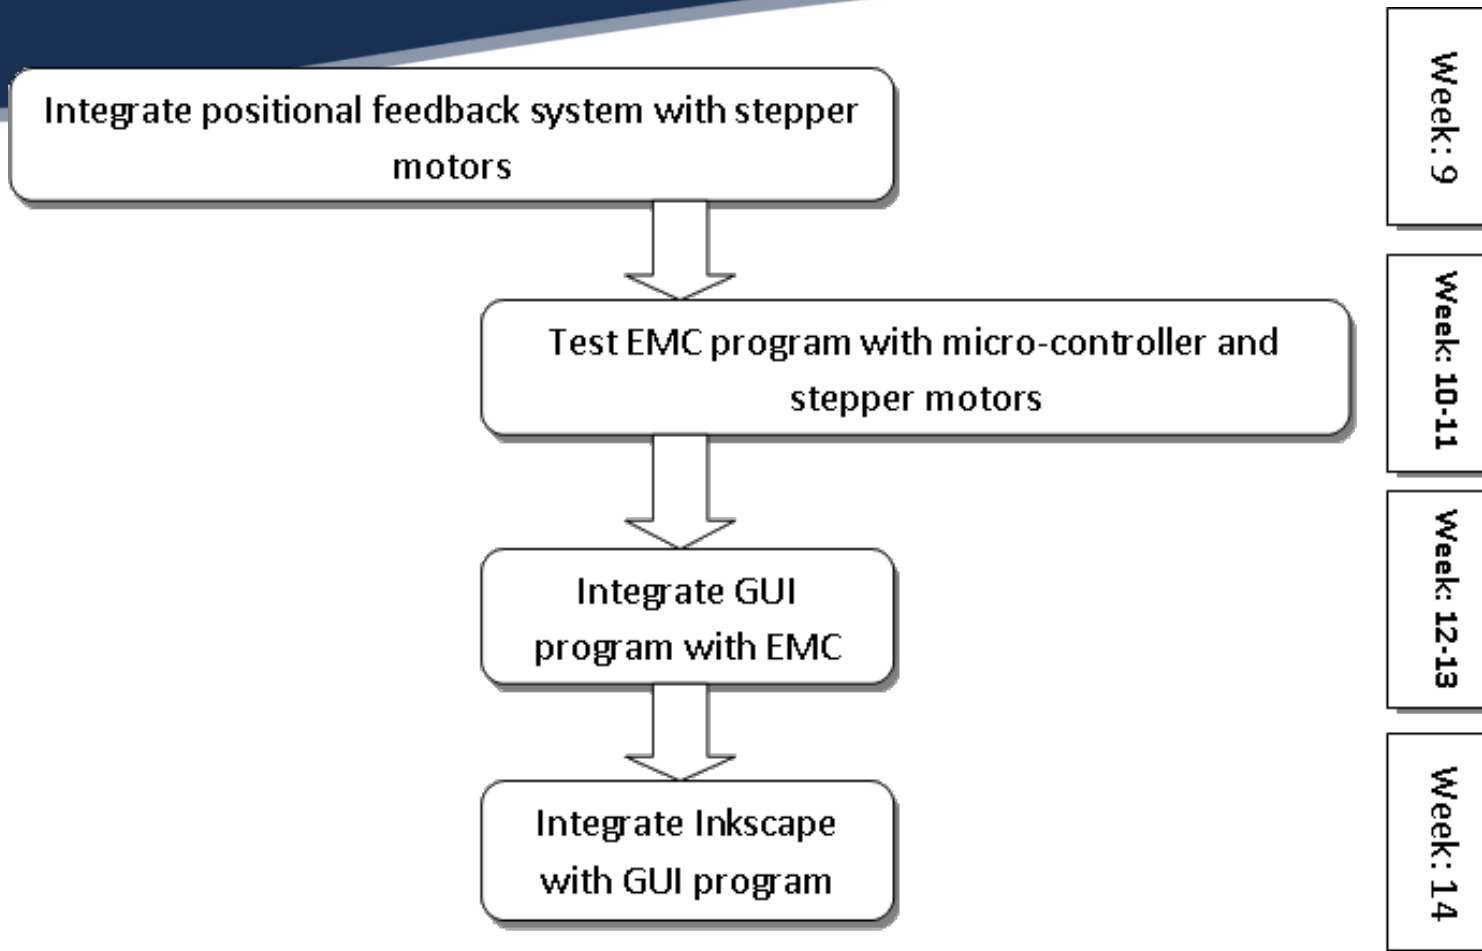 Integrate positional feedback system with stepper
motors
Week: 9
Test EMC program with micro-controller and
stepper motors
Week: 10-11
Integrate GUI
program with EMC
Week: 12-13
Integrate Inkscape
with GUI program
Week: 14